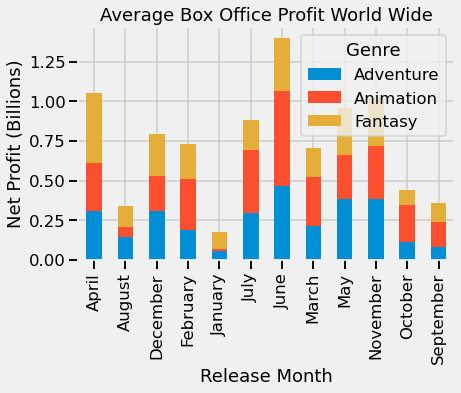 Average Box Office Profit World Wide
Net Profit (Billions)
1.25
1.00
0.75
0.50
0.25
0.00
Genre
Adventure
Animation
Fantasy
April
August
December
February
January
July
June
March
May
November
October
September
Release Month